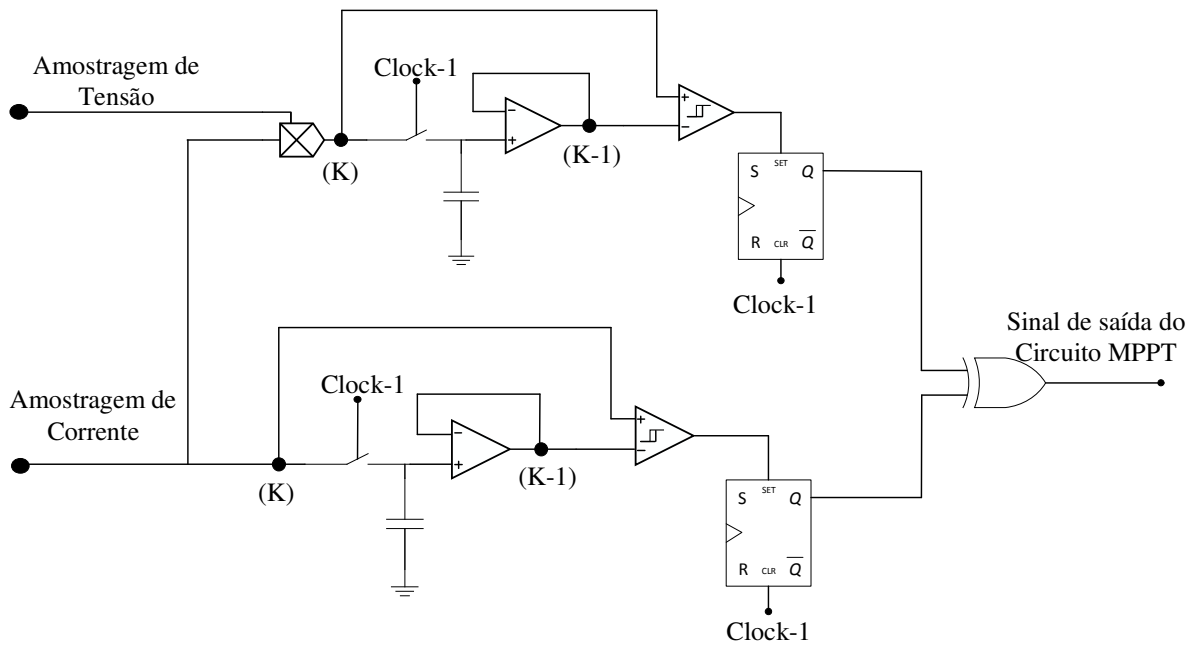 Amostragem de
Tensão
Clock-1
-
+
(K)
(K-1)
+
-
S SET Q
R CLR Q
Clock-1
Sinal de saída do
Circuito MPPT
Amostragem de
Corrente
Clock-1
-
+
(K)
(K-1)
+
-
S SET Q
R CLR Q
Clock-1